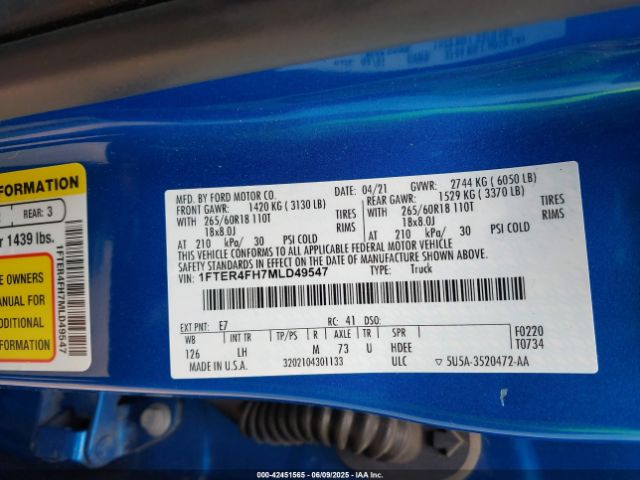 FORMATION
REAR: 3
r 1439 lbs.
E OWNERS
ANUAL FOR
DDITIONAL
FORMATION
1FTER4FH7MLD49547
MFD. BY FORD MOTOR CO.
DATE: 04/21
GVWR: 2744 KG ( 6050 LB)
FRONT GAWR: 1420 KG ( 3130 LB)
REAR GAWR: 1529 KG ( 3370 LB)
WITH 265/60R18 110T TIRES
WITH 265/60R18 110T TIRES
18x8.0J RIMS
18x8.0J RIMS
AT 210 kPa/ 30 PSI COLD
AT 210 kPa/ 30 PSI COLD
THIS VEHICLE CONFORMS TO ALL APPLICABLE FEDERAL MOTOR VEHICLE
SAFETY STANDARDS IN EFFECT ON THE DATE OF MANUFACTURE SHOWN ABOVE.
VIN: 1FTER4FH7MLD49547
TYPE: Truck
EXT PNT: E7 RC: 41 DSO:
WB INT TR TP/PS R AXLE TR SPR
126 LH M 73 U HDEE
F0220
T0734
MADE IN U.S.A. 3202104301133 ULC ▽ 5U5A-3520472-AA
000-42451565 - 06/09/2025 - IAAI, Inc.